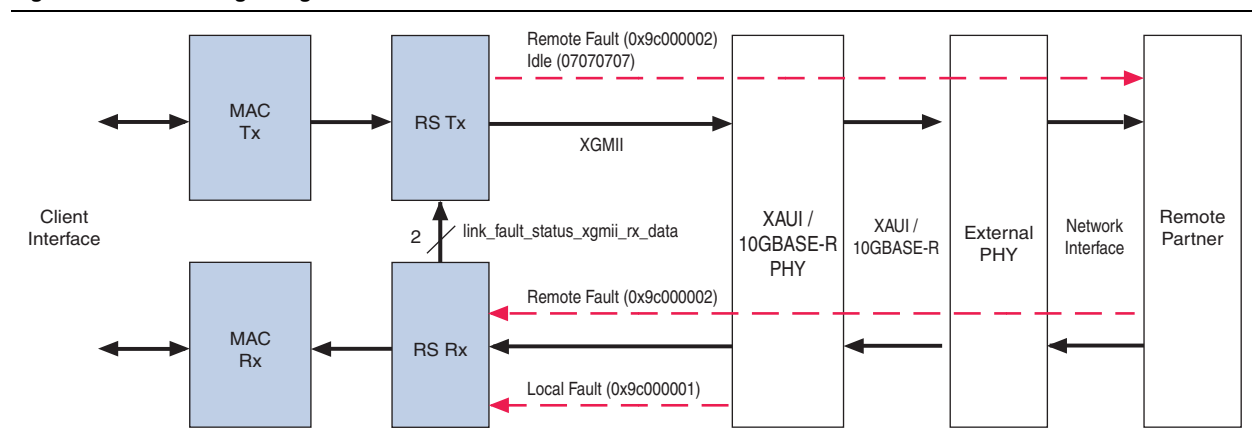 Remote Fault (0x9c000002)
Idle (07070707)
MAC
Tx
RS Tx
XGMII
Client
Interface
2
link_fault_status_xgmii_rx_data
XAUI /
10GBASE-R
PHY
XAUI /
10GBASE-R
External
PHY
Network
Interface
Remote
Partner
Remote Fault (0x9c000002)
MAC
Rx
RS Rx
Local Fault (0x9c000001)